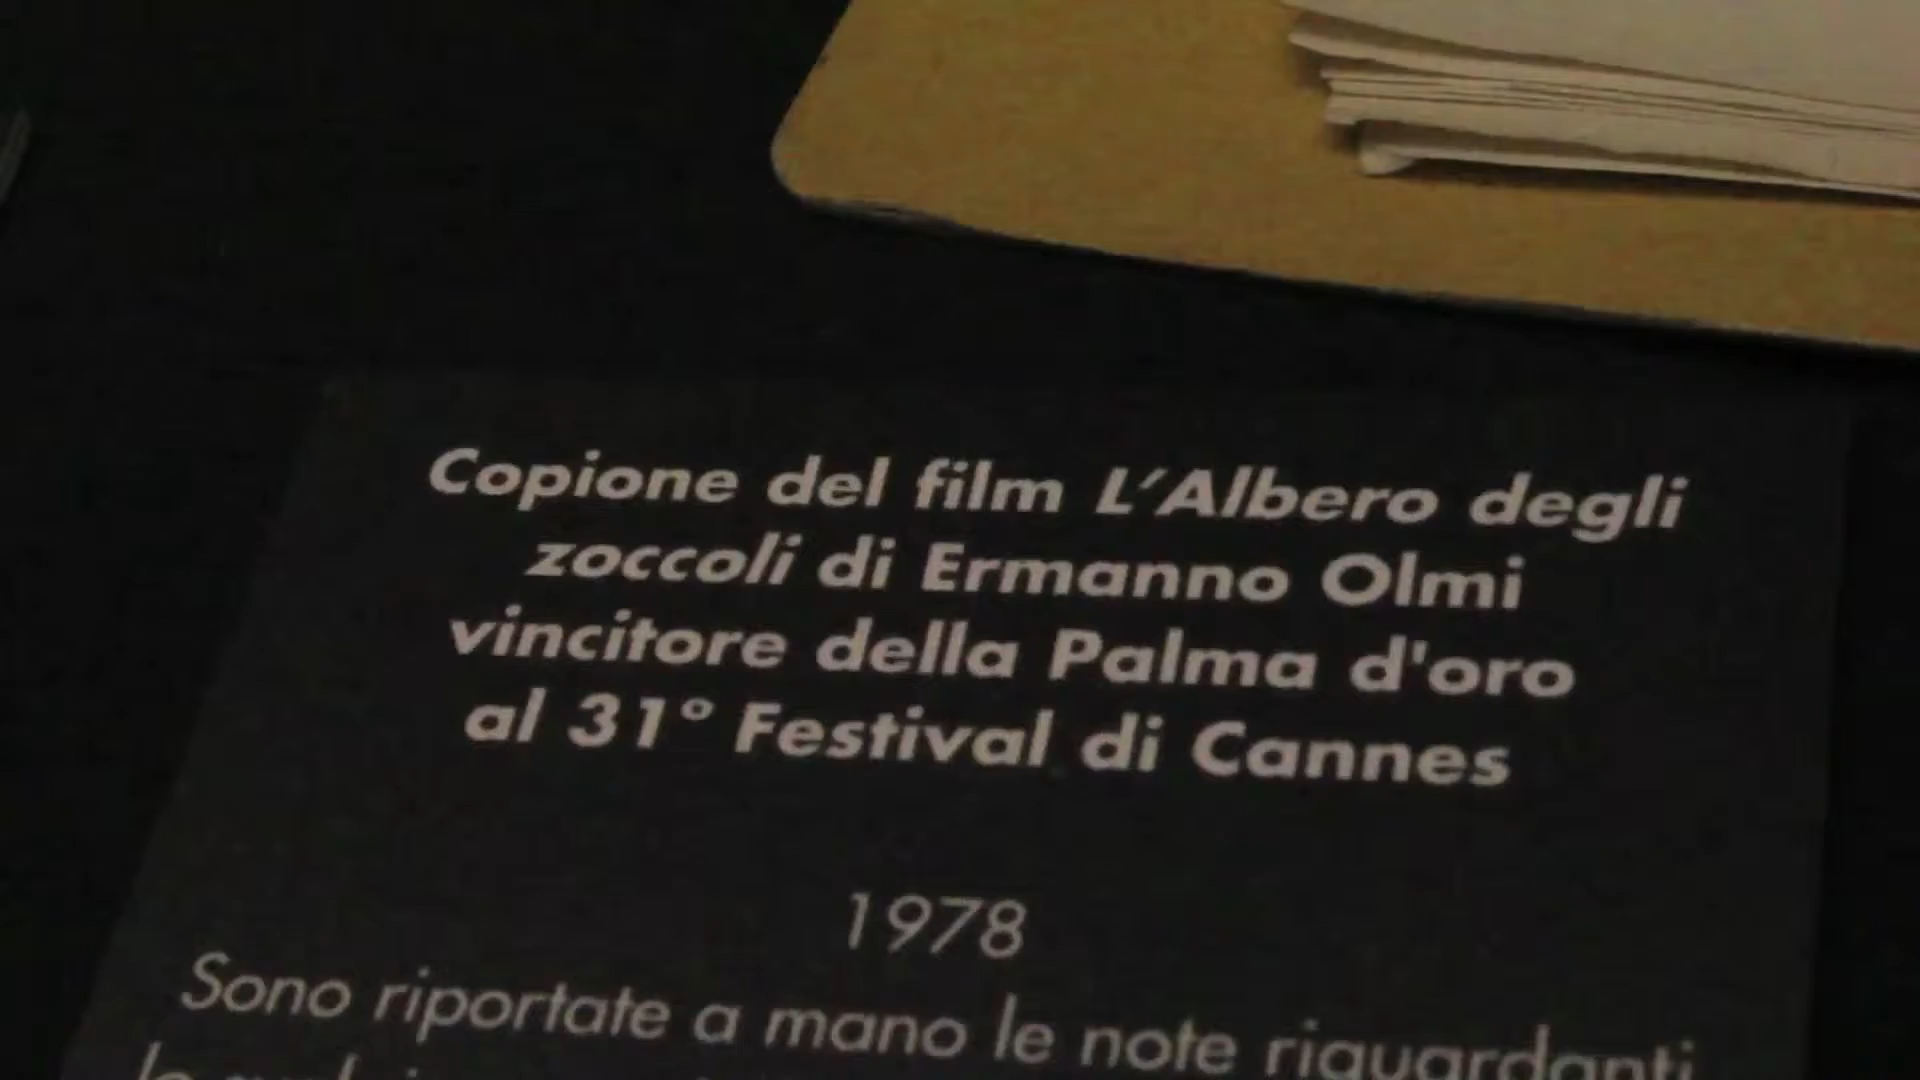 Copione del film L'Albero degli
zoccoli di Ermanno Olmi
vincitore della Palma d'oro
al 31° Festival di Cannes
1978
Sono riportate a mano le note riguardanti